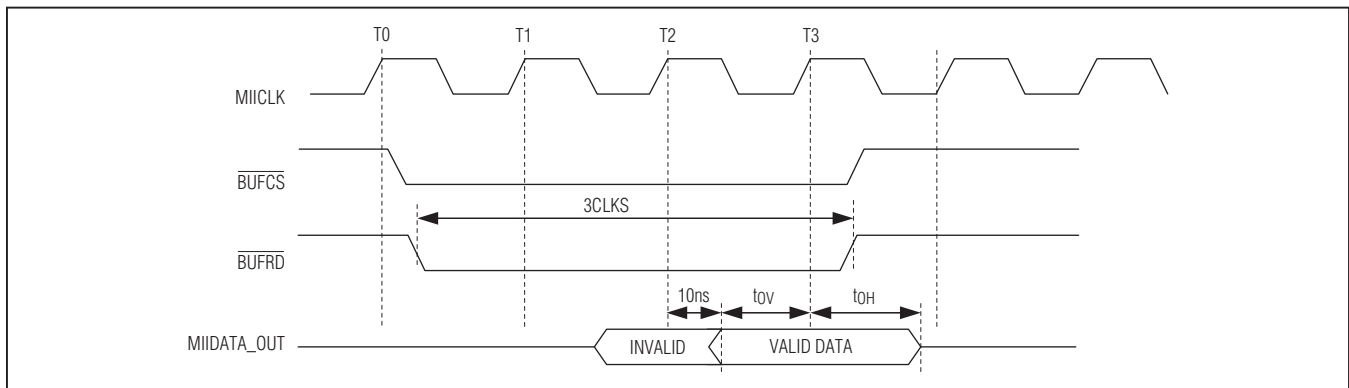 T0 T1 T2 T3
MIICLK
BUFCS
3CLKS
BUFRD
10ns tOV tOH
MIIDATA_OUT INVALID VALID DATA